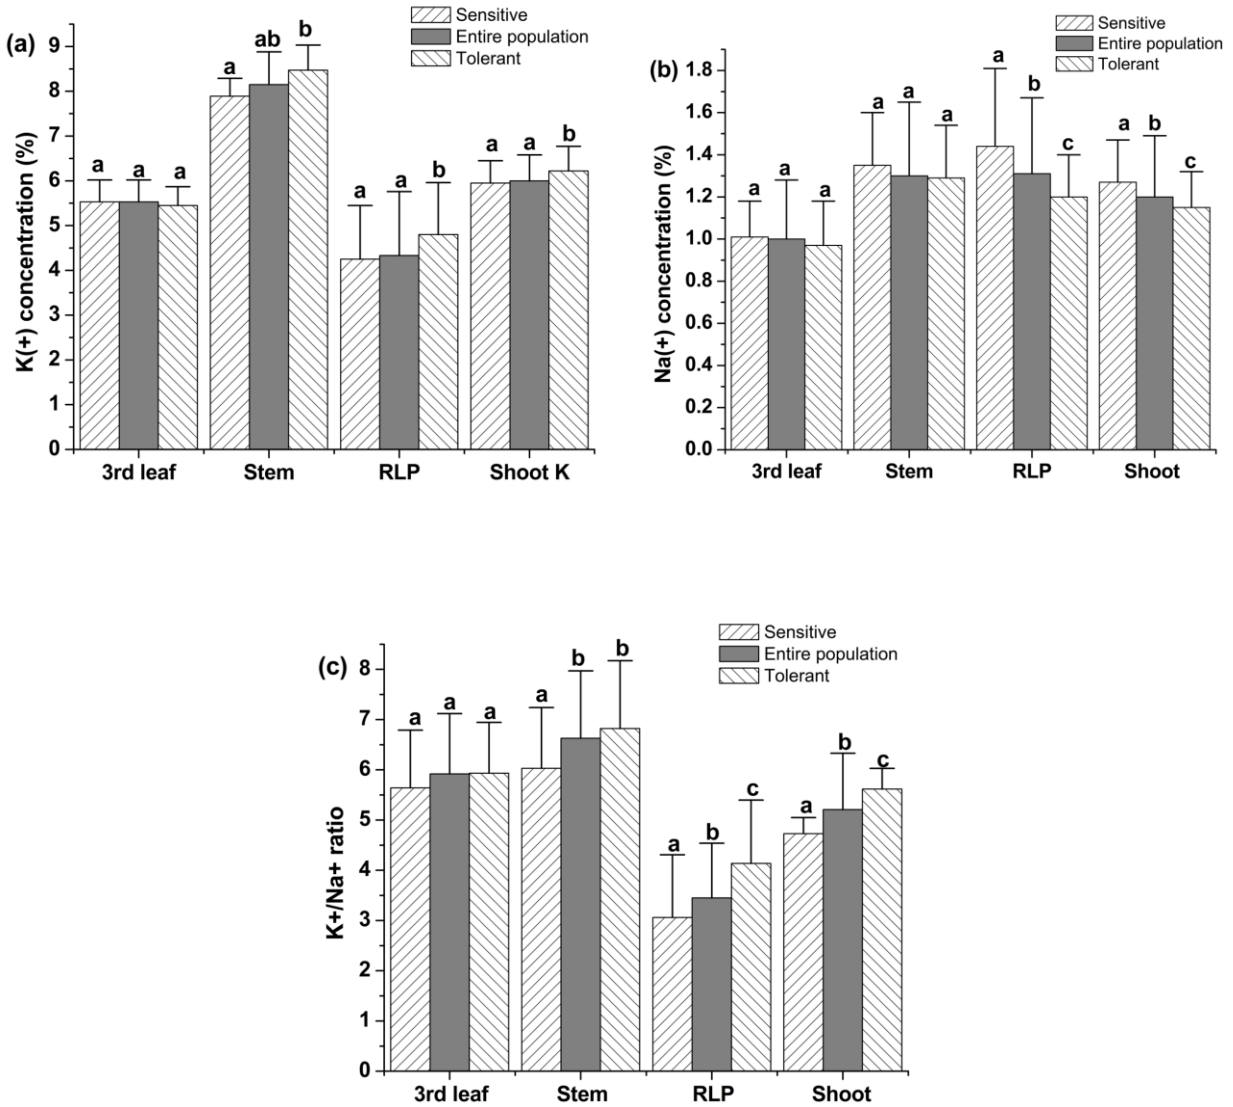 (a)
Sensitive
Entire population
Tolerant
K(+) concentration (%)
9
8
7
6
5
4
3
2
1
0
a a a
a ab b
a a b
a a b
3rd leaf Stem RLP Shoot K
(b)
Sensitive
Entire population
Tolerant
Na(+) concentration (%)
1.8
1.6
1.4
1.2
1.0
0.8
0.6
0.4
0.2
0.0
a a a
a a a
a b c
a b c
3rd leaf Stem RLP Shoot
(c)
Sensitive
Entire population
Tolerant
K+/Na+ ratio
8
7
6
5
4
3
2
1
0
a a a
a b b
a b c
a b c
3rd leaf Stem RLP Shoot